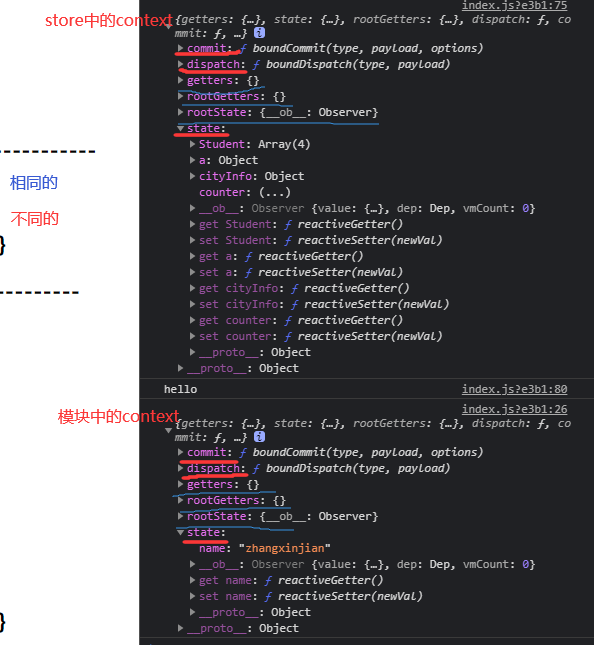 index.js?e3b1:75
store中的context
{getters: {…}, state: {…}, rootGetters: {…}, dispatch: ƒ, co
mmit: ƒ, …} i
commit: ƒ boundCommit(type, payLoad, options)
dispatch: ƒ boundDispatch(type, payLoad)
getters: {}
rootGetters: {}
rootState: {__ob__: Observer}
state:
Student: Array(4)
a: Object
cityInfo: Object
counter: (...)
__ob__: Observer {value: {…}, dep: Dep, vmCount: 0}
get Student: ƒ reactiveGetter()
set Student: ƒ reactiveSetter(newVal)
get a: ƒ reactiveGetter()
set a: ƒ reactiveSetter(newVal)
get cityInfo: ƒ reactiveGetter()
set cityInfo: ƒ reactiveSetter(newVal)
get counter: ƒ reactiveGetter()
set counter: ƒ reactiveSetter(newVal)
__proto__: Object
__proto__: Object
-----------
相同的
不同的
}
---------
hello index.js?e3b1:80
index.js?e3b1:26
模块中的context
{getters: {…}, state: {…}, rootGetters: {…}, dispatch: ƒ, co
mmit: ƒ, …} i
commit: ƒ boundCommit(type, payLoad, options)
dispatch: ƒ boundDispatch(type, payLoad)
getters: {}
rootGetters: {}
rootState: {__ob__: Observer}
state:
name: "zhangxinjian"
__ob__: Observer {value: {…}, dep: Dep, vmCount: 0}
get name: ƒ reactiveGetter()
set name: ƒ reactiveSetter(newVal)
__proto__: Object
__proto__: Object
}